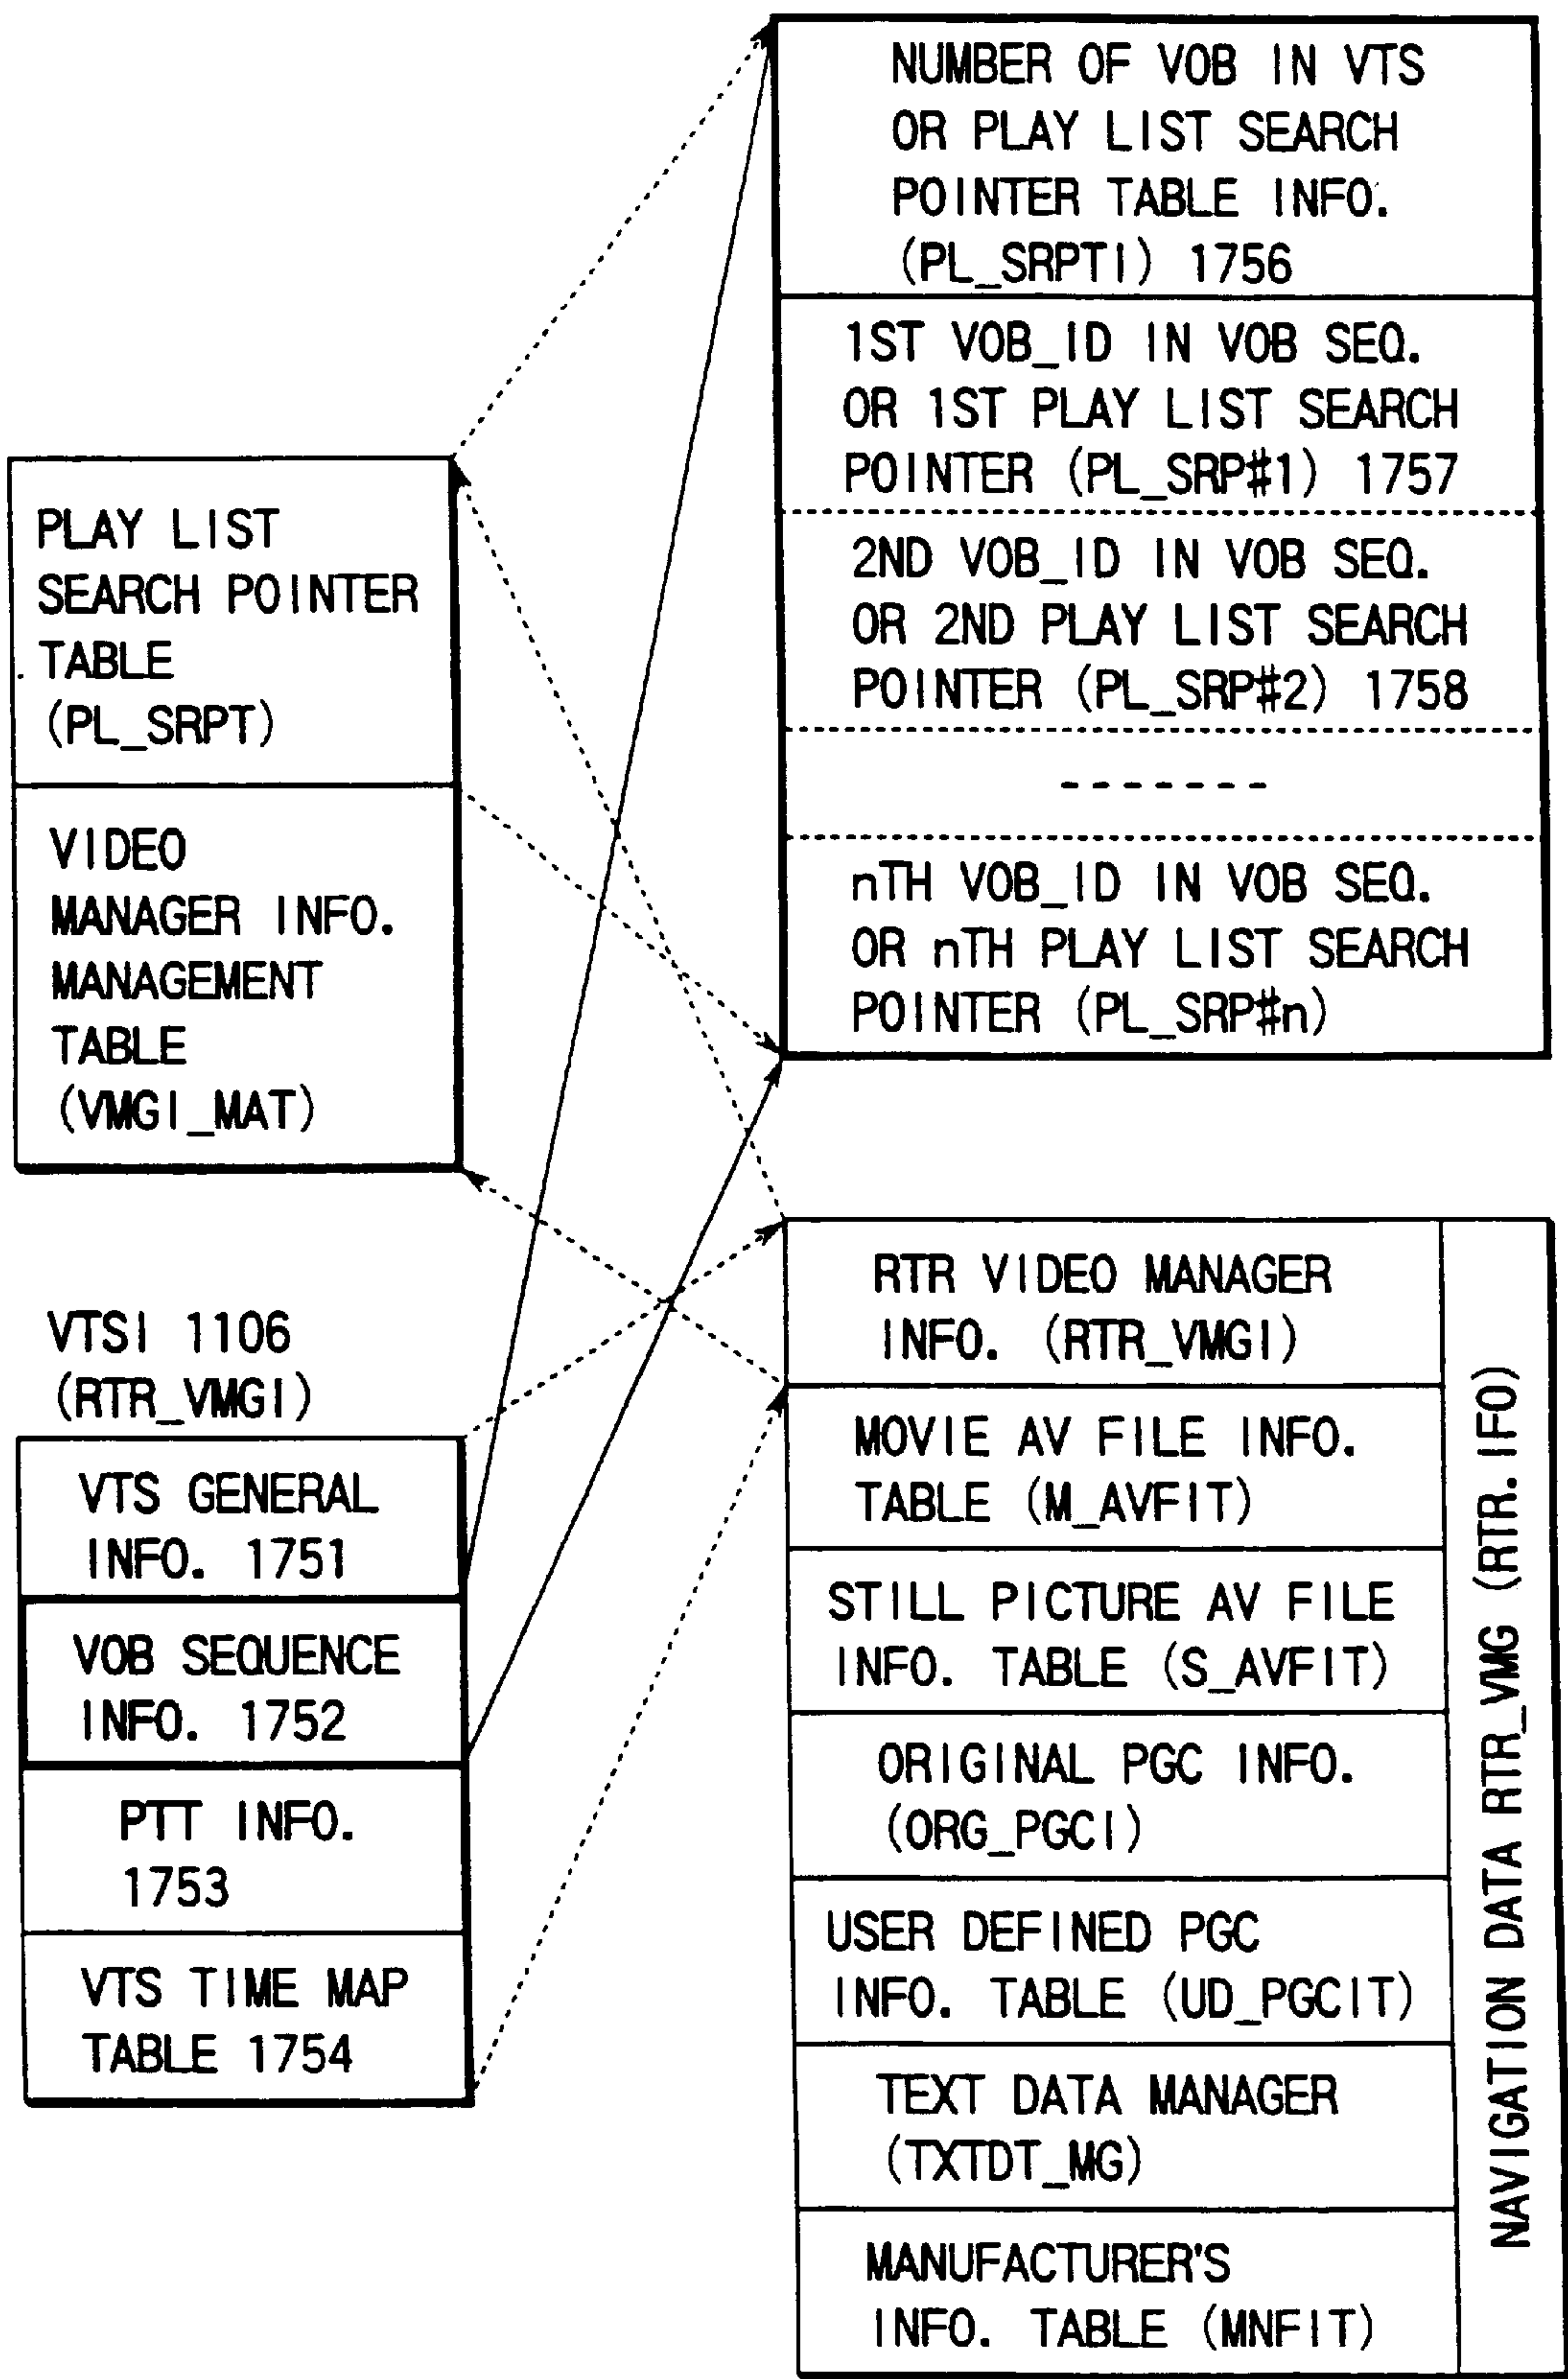 NUMBER OF VOB IN VTS
OR PLAY LIST SEARCH
POINTER TABLE INFO.
(PL_SRPTI) 1756
1ST VOB_ID IN VOB SEQ.
OR 1ST PLAY LIST SEARCH
POINTER (PL_SRP#1) 1757
2ND VOB_ID IN VOB SEQ.
OR 2ND PLAY LIST SEARCH
POINTER (PL_SRP#2) 1758
-------
nTH VOB_ID IN VOB SEQ.
OR nTH PLAY LIST SEARCH
POINTER (PL_SRP#n)
PLAY LIST
SEARCH POINTER
TABLE
(PL_SRPT)
VIDEO
MANAGER INFO.
MANAGEMENT
TABLE
(VMGI_MAT)
VTSI 1106
(RTR_VMGI)
VTS GENERAL
INFO. 1751
VOB SEQUENCE
INFO. 1752
PTT INFO.
1753
VTS TIME MAP
TABLE 1754
RTR VIDEO MANAGER
INFO. (RTR_VMGI)
MOVIE AV FILE INFO.
TABLE (M_AVFIT)
STILL PICTURE AV FILE
INFO. TABLE (S_AVFIT)
ORIGINAL PGC INFO.
(ORG_PGCI)
USER DEFINED PGC
INFO. TABLE (UD_PGCIT)
TEXT DATA MANAGER
(TXTDT_MG)
MANUFACTURER'S
INFO. TABLE (MNFIT)
NAVIGATION DATA RTR_VMG (RTR.IFO)